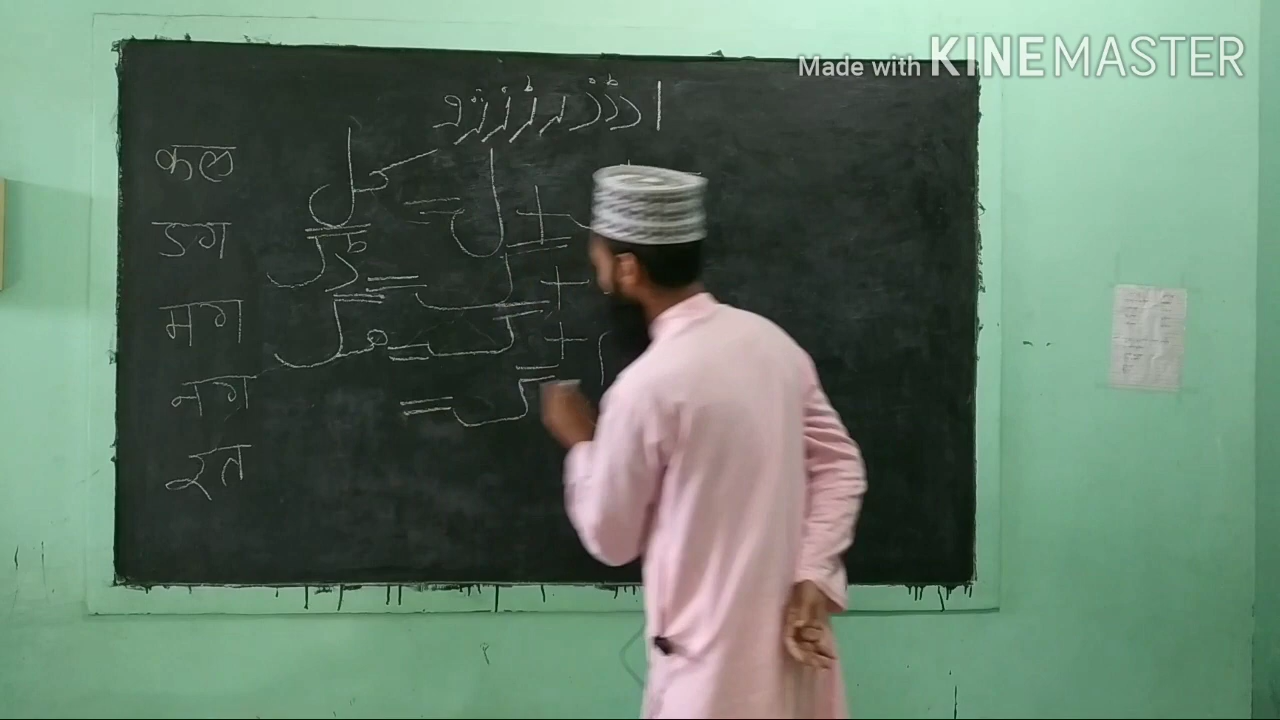 Made with KINEMASTER
ا د ڈ ذ ر ڑ ز ژ و
कल
ل = کل
डग
گ = ڈگ
मग
گ = مگ
नग
گ =
रत